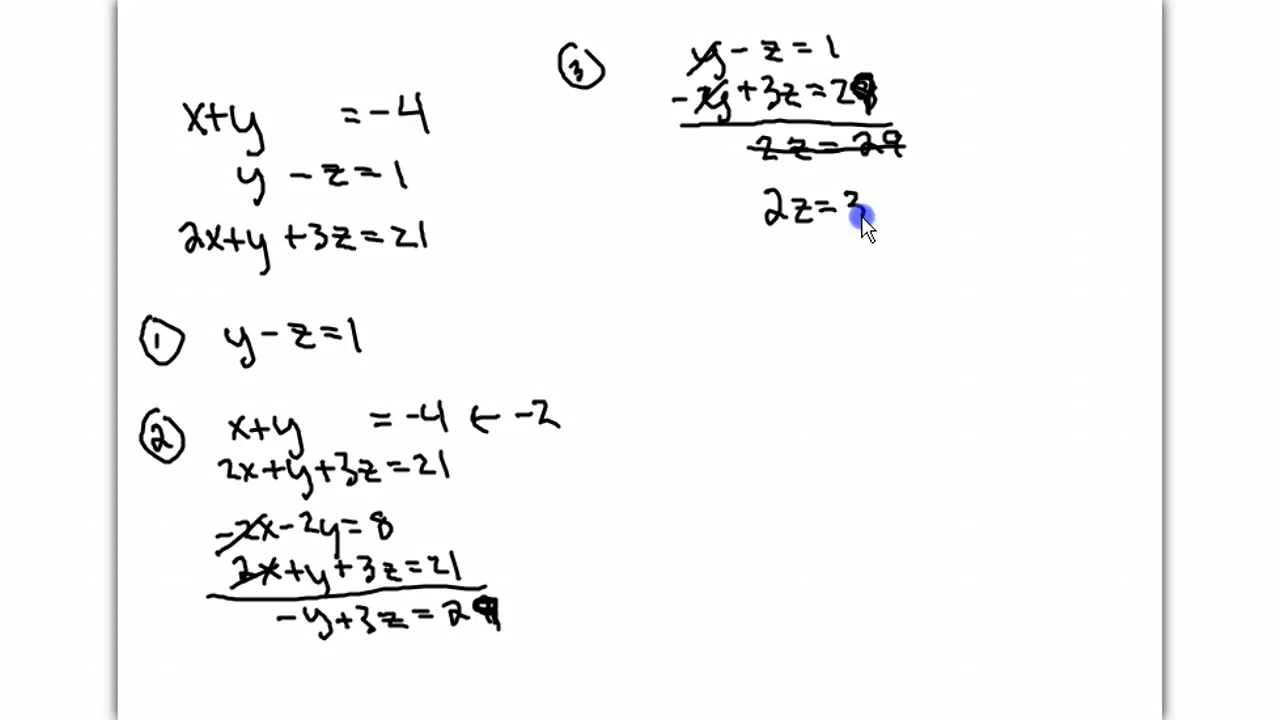 x+y = -4
y - z = 1
2x+y +3z = 21
① y - z = 1
② x+y = -4 ← -2
2x+y+3z = 21
-2x - 2y = 8
2x+y+3z = 21
-y+3z = 29
③ y - z = 1
-y +3z = 29
2z = 29
2z = 3